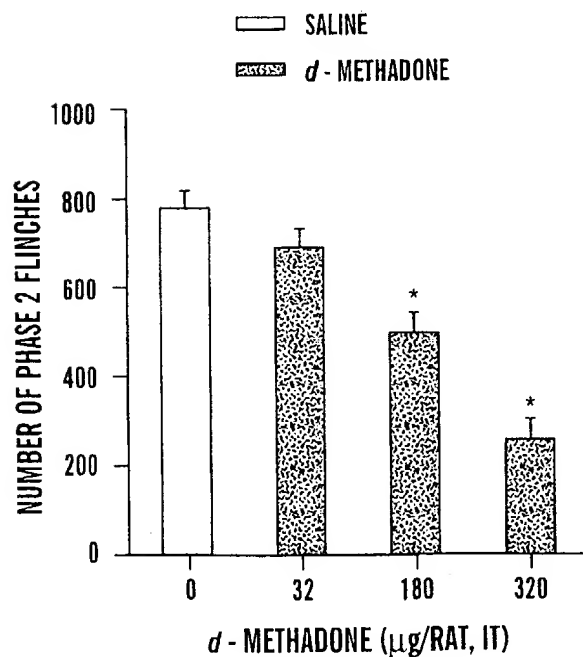 SALINE
d - METHADONE
NUMBER OF PHASE 2 FLINCHES
1000
800
600
400
200
0
*
*
0 32 180 320
d - METHADONE (μg/RAT, IT)